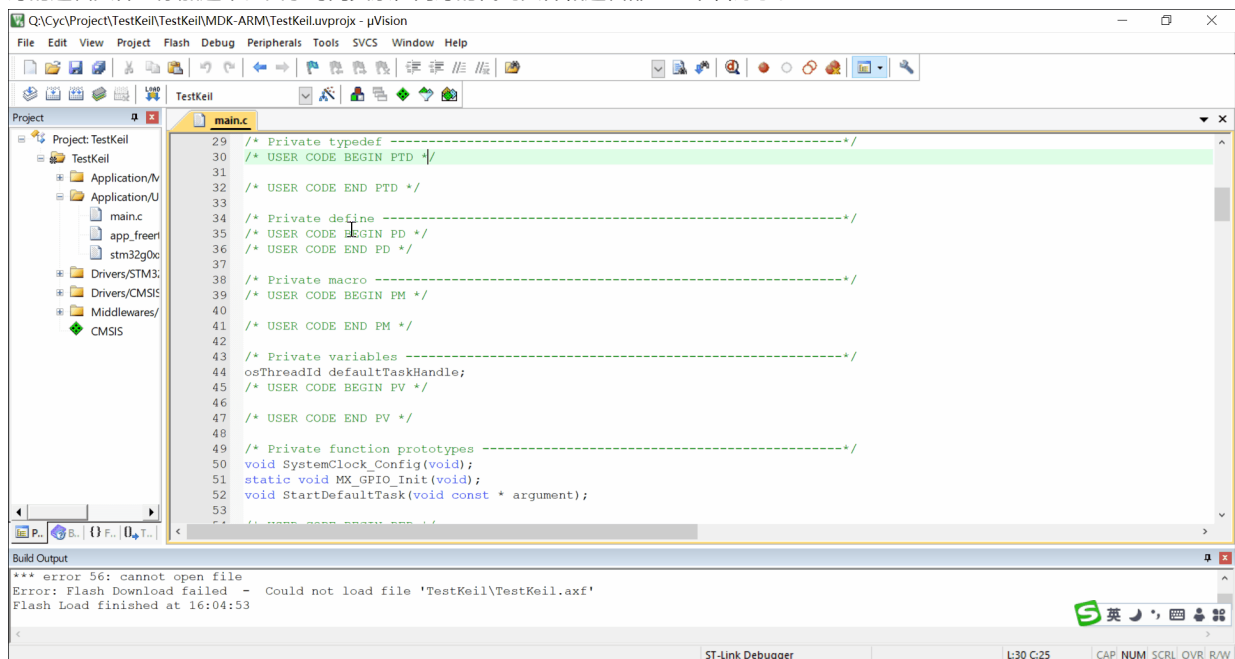 Q:\Cyc\Project\TestKeil\TestKeil\MDK-ARM\TestKeil.uvprojx - µVision
File Edit View Project Flash Debug Peripherals Tools SVCS Window Help
LOAD
TestKeil
Project
main.c
Project: TestKeil
TestKeil
Application/M
Application/U
main.c
app_freert
stm32g0xx
Drivers/STM32
Drivers/CMSIS
Middlewares/
CMSIS
29 /* Private typedef -----------------------------------------------------------*/
30 /* USER CODE BEGIN PTD */
31
32 /* USER CODE END PTD */
33
34 /* Private define ------------------------------------------------------------*/
35 /* USER CODE BEGIN PD */
36 /* USER CODE END PD */
37
38 /* Private macro -------------------------------------------------------------*/
39 /* USER CODE BEGIN PM */
40
41 /* USER CODE END PM */
42
43 /* Private variables ---------------------------------------------------------*/
44 osThreadId defaultTaskHandle;
45 /* USER CODE BEGIN PV */
46
47 /* USER CODE END PV */
48
49 /* Private function prototypes -----------------------------------------------*/
50 void SystemClock_Config(void);
51 static void MX_GPIO_Init(void);
52 void StartDefaultTask(void const * argument);
53
P... B... {} F... 0→ T...
Build Output
*** error 56: cannot open file
Error: Flash Download failed  -  Could not load file 'TestKeil\TestKeil.axf'
Flash Load finished at 16:04:53
S 英
ST-Link Debugger L:30 C:25 CAP NUM SCRL OVR R/W